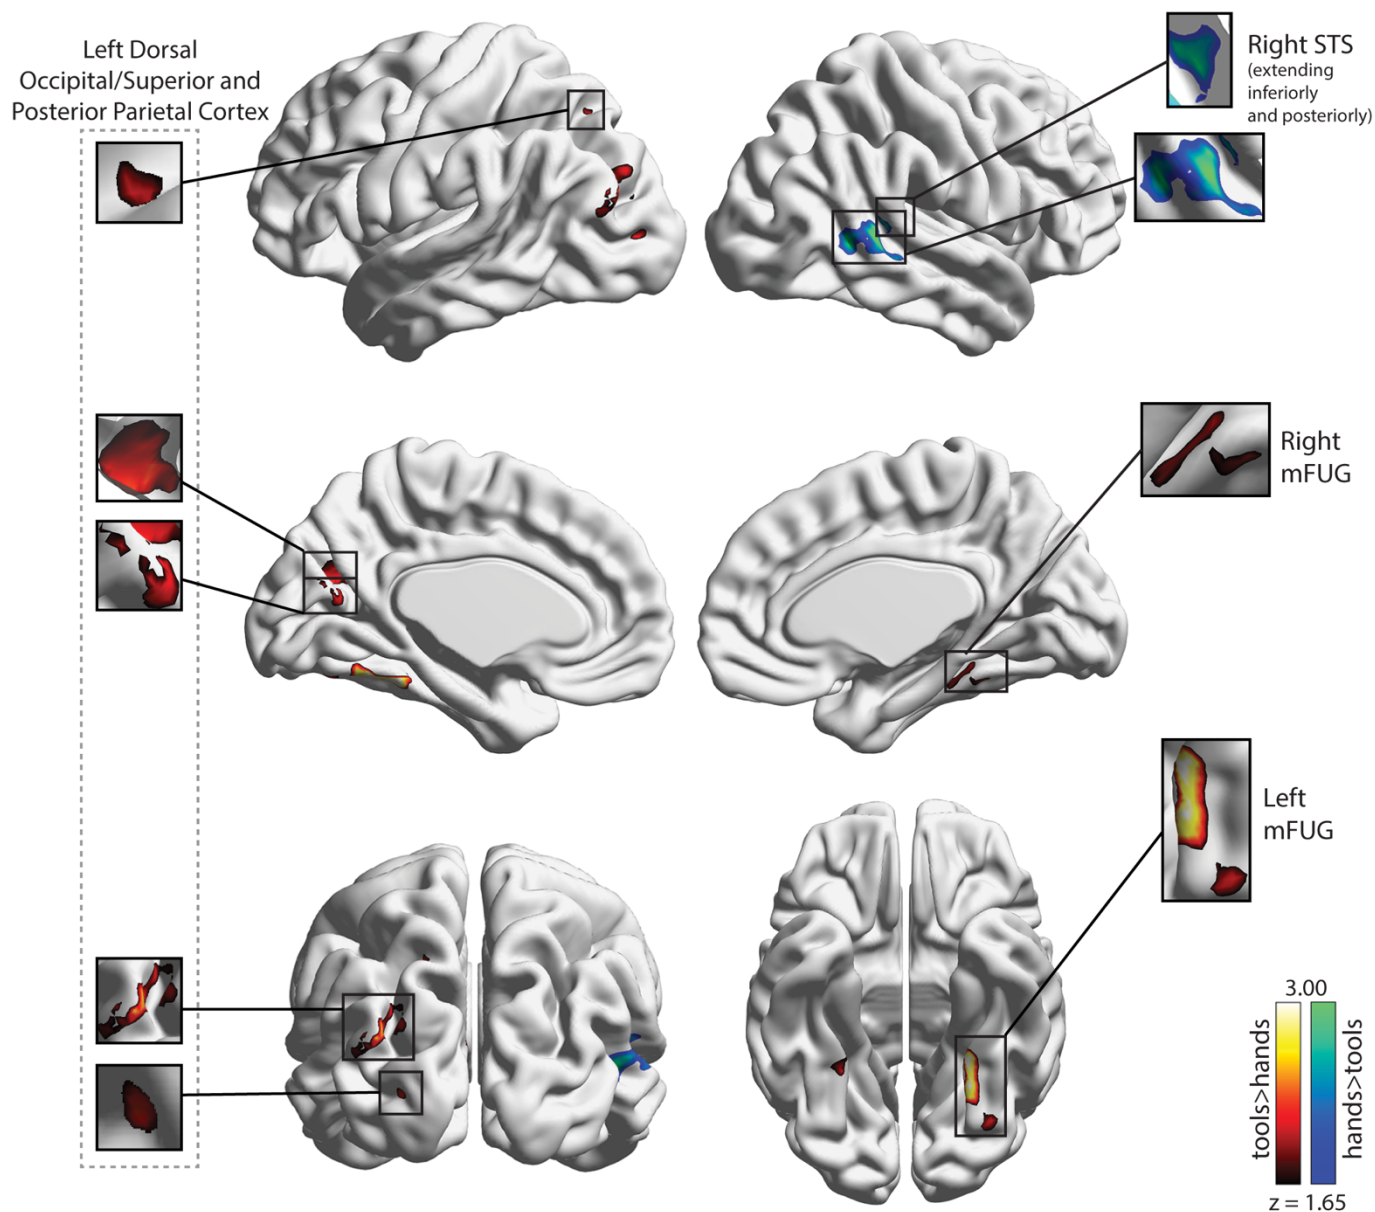 Left Dorsal
Occipital/Superior and
Posterior Parietal Cortex
Right STS
(extending
inferiorly
and posteriorly)
Right
mFUG
Left
mFUG
3.00
tools>hands
hands>tools
z = 1.65